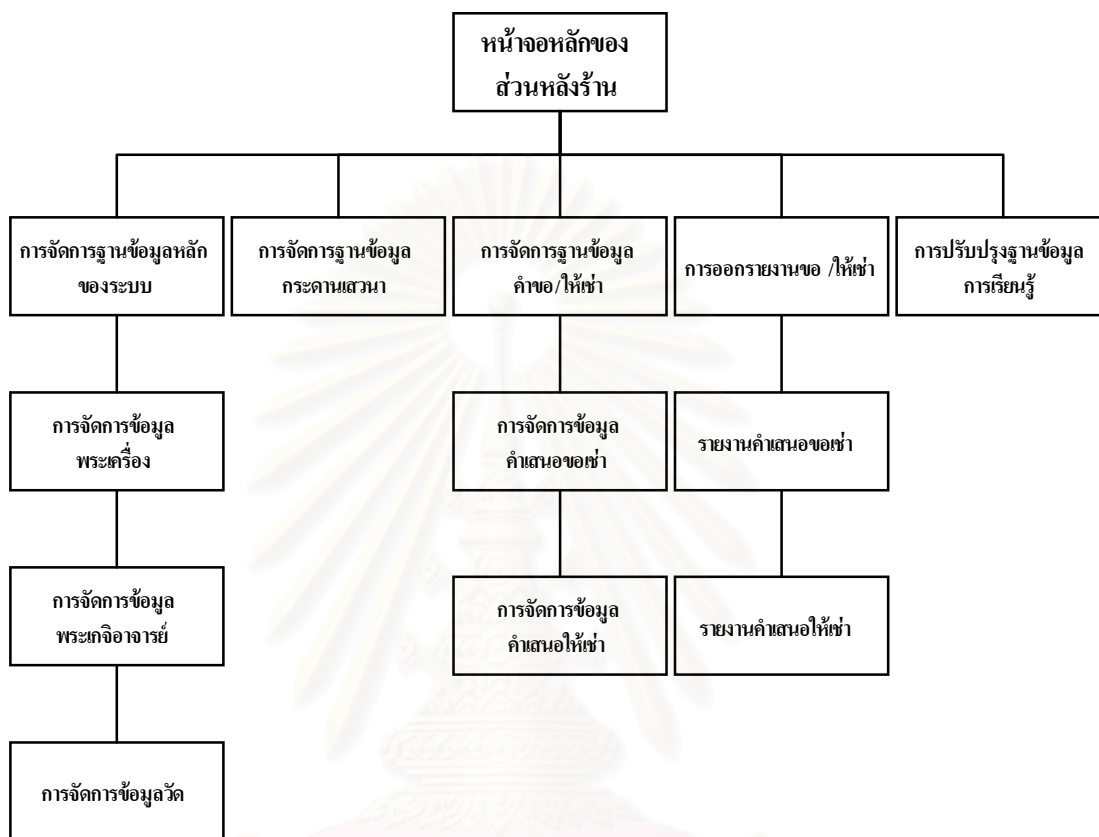 หน้าจอหลักของ
ส่วนหลังร้าน
การจัดการฐานข้อมูลหลัก
ของระบบ
การจัดการฐานข้อมูล
กระดานเสวนา
การจัดการฐานข้อมูล
คำขอ/ให้เช่า
การออกรายงานขอ /ให้เช่า
การปรับปรุงฐานข้อมูล
การเรียนรู้
การจัดการข้อมูล
พระเครื่อง
การจัดการข้อมูล
คำเสนอขอเช่า
รายงานคำเสนอขอเช่า
การจัดการข้อมูล
พระเกจิอาจารย์
การจัดการข้อมูล
คำเสนอให้เช่า
รายงานคำเสนอให้เช่า
การจัดการข้อมูลวัด